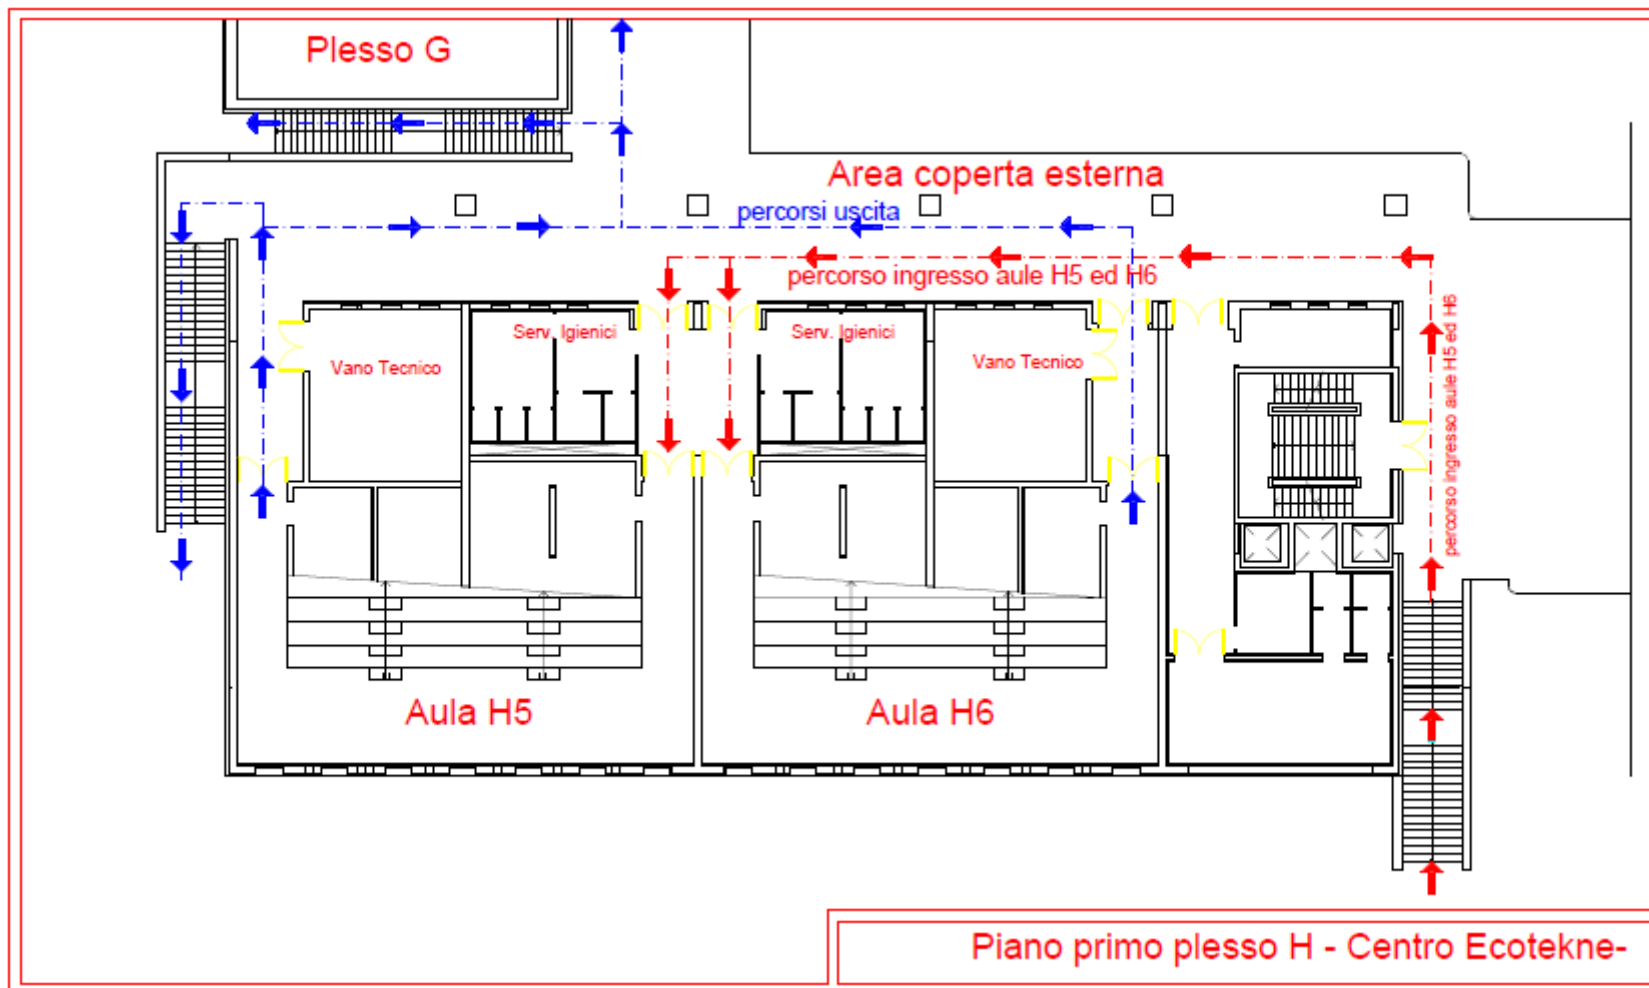 Plesso G
Area coperta esterna
percorsi uscita
percorso ingresso aule H5 ed H6
Serv. Igienici
Serv. Igienici
Vano Tecnico
Vano Tecnico
percorso ingresso aule H5 ed H6
Aula H5
Aula H6
Piano primo plesso H - Centro Ecotekne-